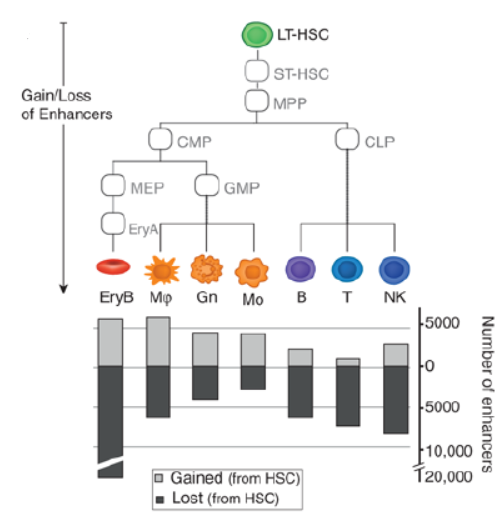 LT-HSC
ST-HSC
MPP
Gain/Loss
of Enhancers
CMP
CLP
MEP
GMP
EryA
EryB Mφ Gn Mo B T NK
5000
0
5000
10,000
20,000
Number of enhancers
Gained (from HSC)
Lost (from HSC)